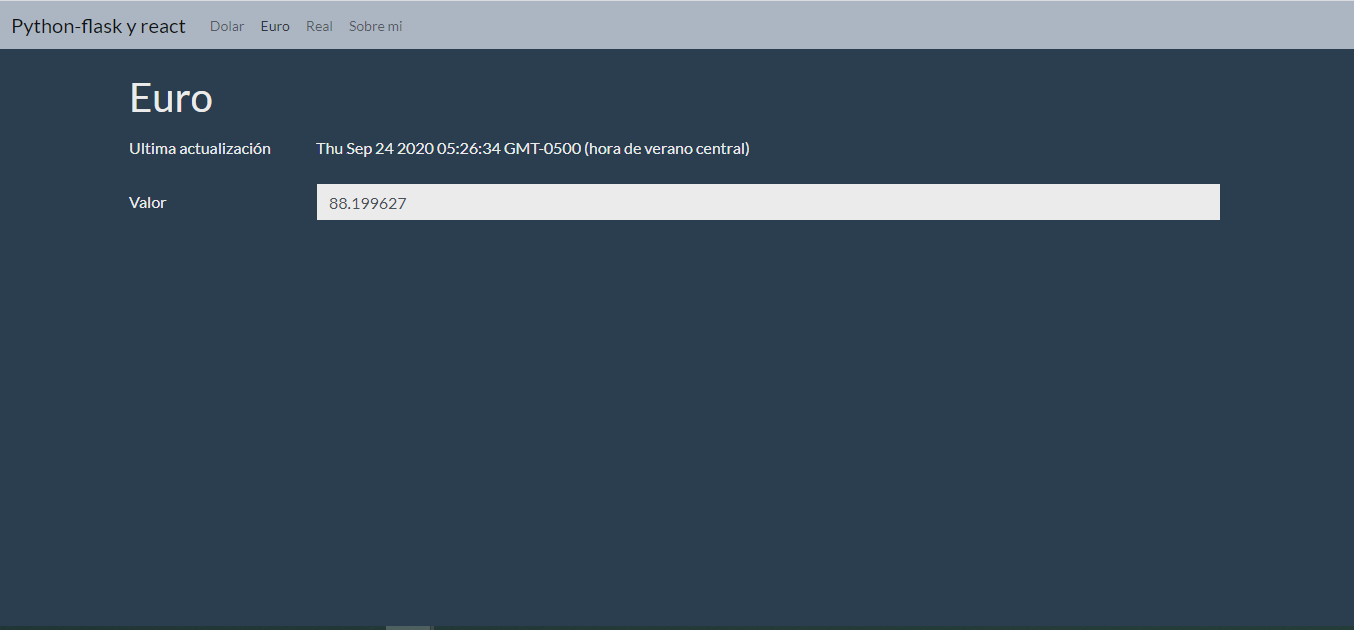 Python-flask y react Dolar Euro Real Sobre mi
Euro
Ultima actualización Thu Sep 24 2020 05:26:34 GMT-0500 (hora de verano central)
Valor 88.199627